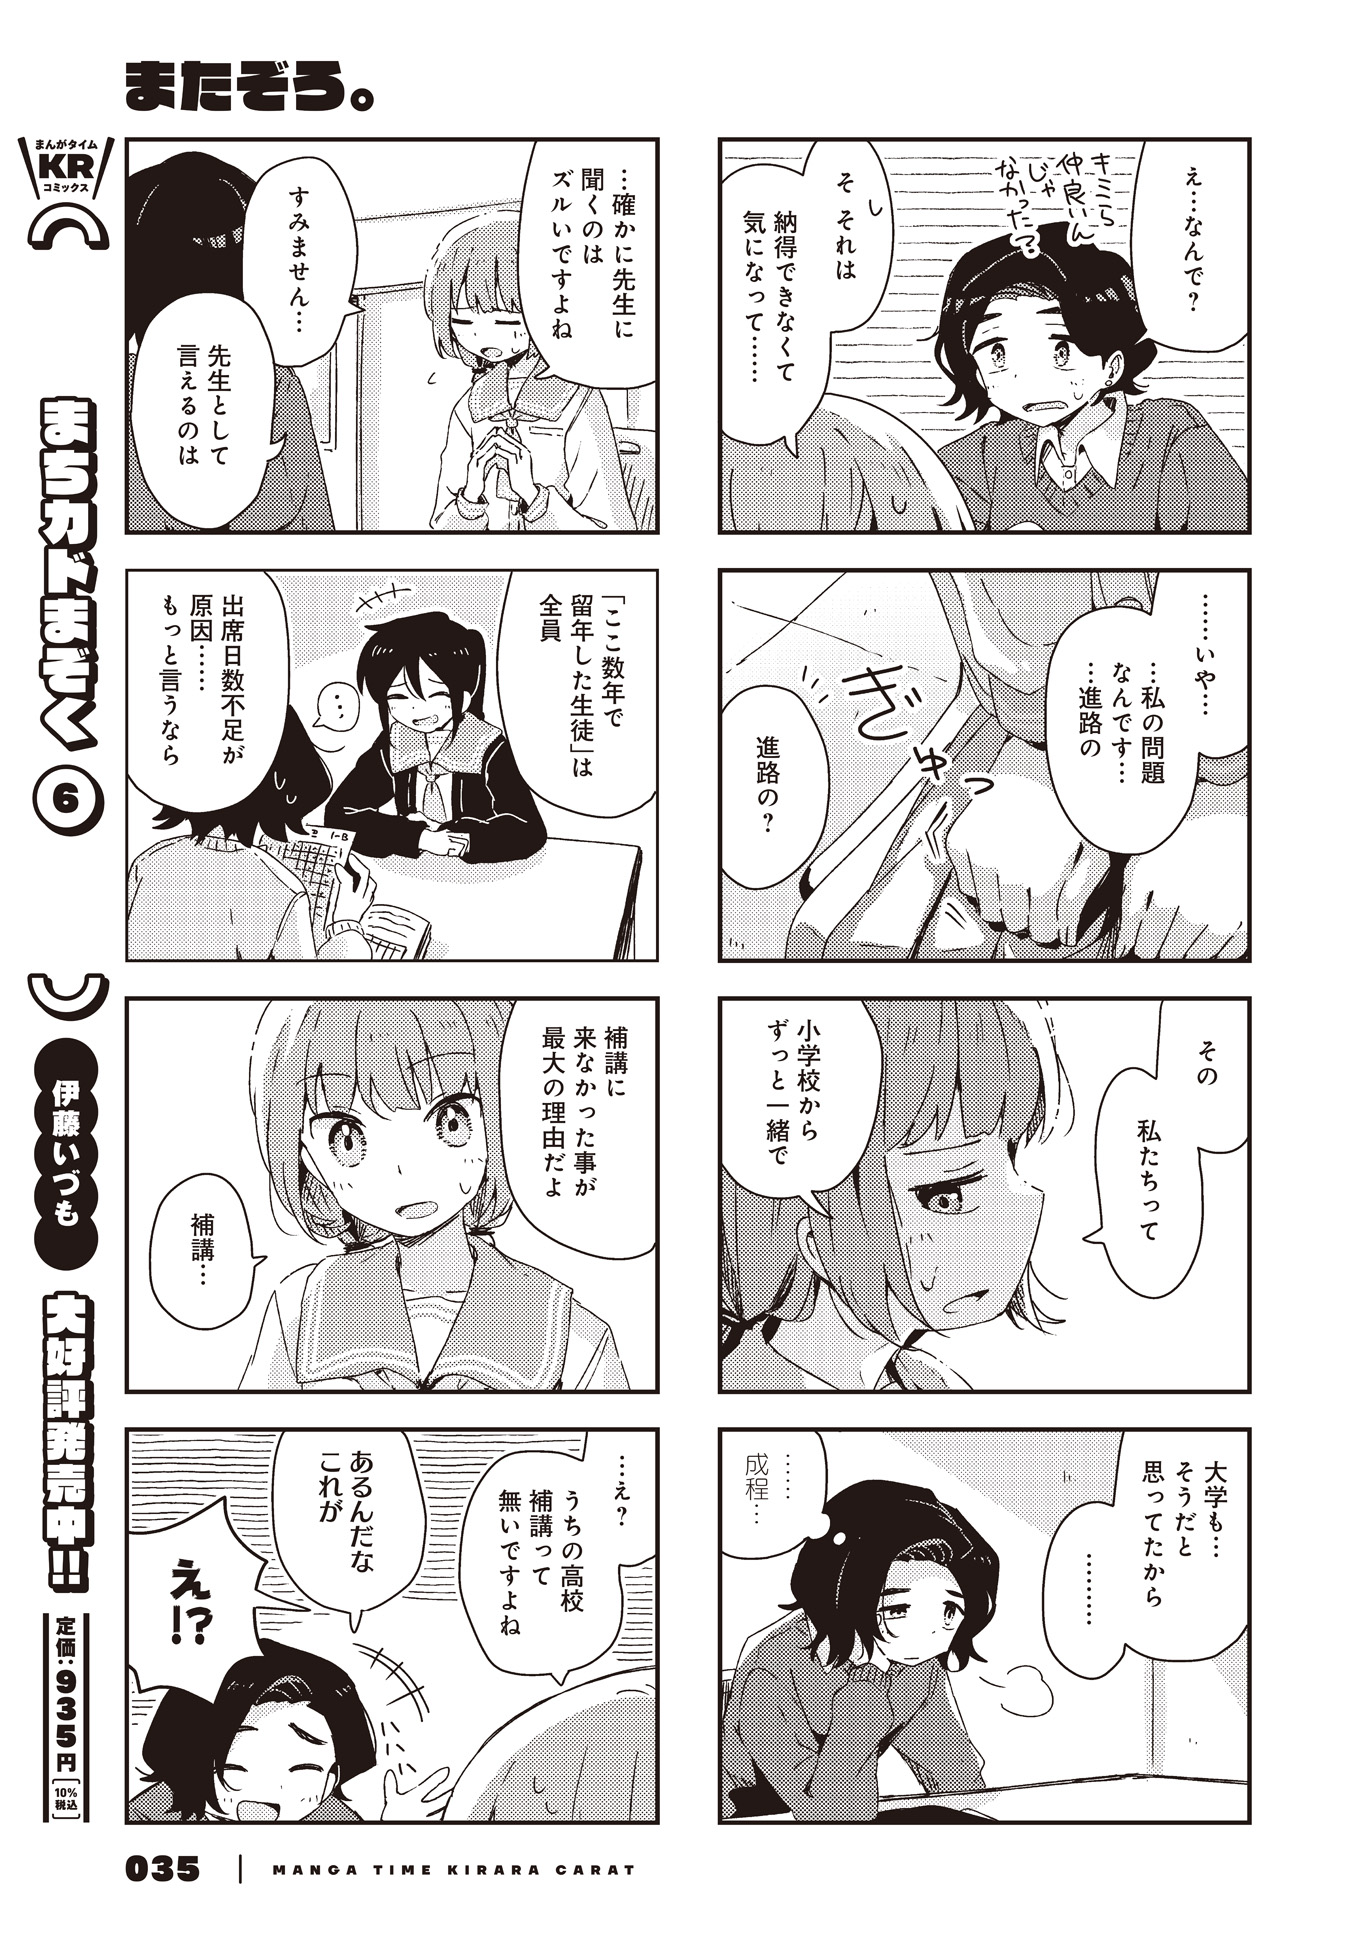 またぞろ。
え…なんで？
キミら
仲良いん
じゃ
なかった？
そ それは
納得できなくて
気になって……
………いや…
…私の問題
なんです…
…進路の
ぎゅっ
進路の？
その
私たちって
小学校から
ずっと一緒で
大学も…
そうだと
思ってたから
………
……
成程…
…確かに先生に
聞くのは
ズルいですよね
すみません…
先生として
言えるのは
「ここ数年で
留年した生徒」は
全員
…
出席日数不足が
原因……
もっと言うなら
1-B
補講に
来なかった事が
最大の理由だよ
補講…
…え？
うちの高校
補講って
無いですよね
あるんだな
これが
え!?
まんがタイム
KR
コミックス
まちカドまぞく
6
伊藤いづも
大好評発売中!!
定価:935円
10%
税込
035
MANGA TIME KIRARA CARAT